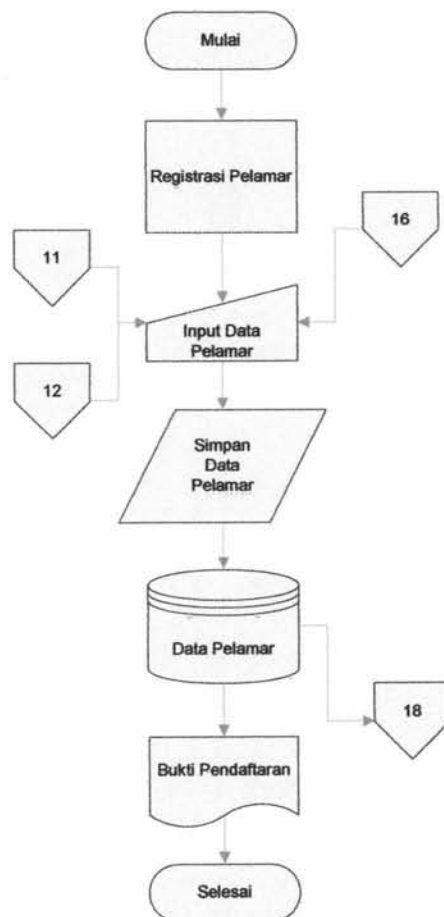 Mulai
Registrasi Pelamar
16
11
Input Data
Pelamar
12
Simpan
Data
Pelamar
Data Pelamar
18
Bukti Pendaftaran
Selesai